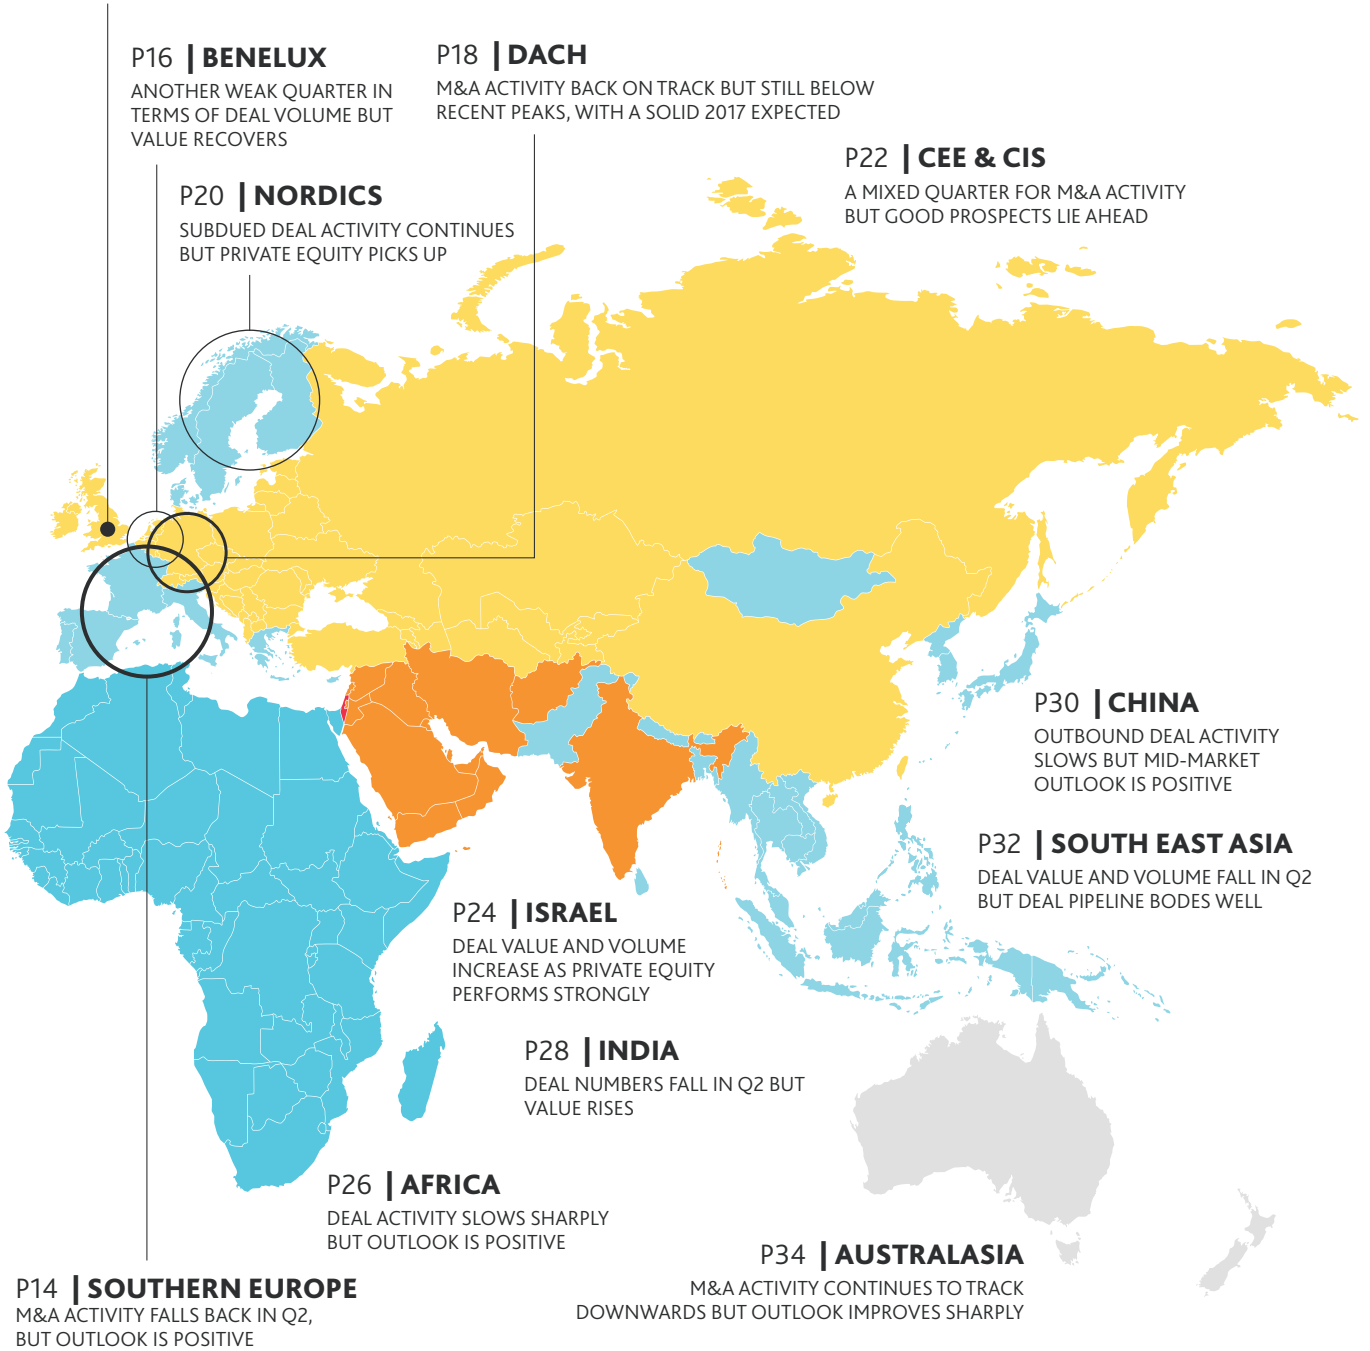 P16 | BENELUX
ANOTHER WEAK QUARTER IN
TERMS OF DEAL VOLUME BUT
VALUE RECOVERS
P18 | DACH
M&A ACTIVITY BACK ON TRACK BUT STILL BELOW
RECENT PEAKS, WITH A SOLID 2017 EXPECTED
P22 | CEE & CIS
A MIXED QUARTER FOR M&A ACTIVITY
BUT GOOD PROSPECTS LIE AHEAD
P20 | NORDICS
SUBDUED DEAL ACTIVITY CONTINUES
BUT PRIVATE EQUITY PICKS UP
P30 | CHINA
OUTBOUND DEAL ACTIVITY
SLOWS BUT MID-MARKET
OUTLOOK IS POSITIVE
P32 | SOUTH EAST ASIA
DEAL VALUE AND VOLUME FALL IN Q2
BUT DEAL PIPELINE BODES WELL
P24 | ISRAEL
DEAL VALUE AND VOLUME
INCREASE AS PRIVATE EQUITY
PERFORMS STRONGLY
P28 | INDIA
DEAL NUMBERS FALL IN Q2 BUT
VALUE RISES
P26 | AFRICA
DEAL ACTIVITY SLOWS SHARPLY
BUT OUTLOOK IS POSITIVE
P34 | AUSTRALASIA
M&A ACTIVITY CONTINUES TO TRACK
DOWNWARDS BUT OUTLOOK IMPROVES SHARPLY
P14 | SOUTHERN EUROPE
M&A ACTIVITY FALLS BACK IN Q2,
BUT OUTLOOK IS POSITIVE